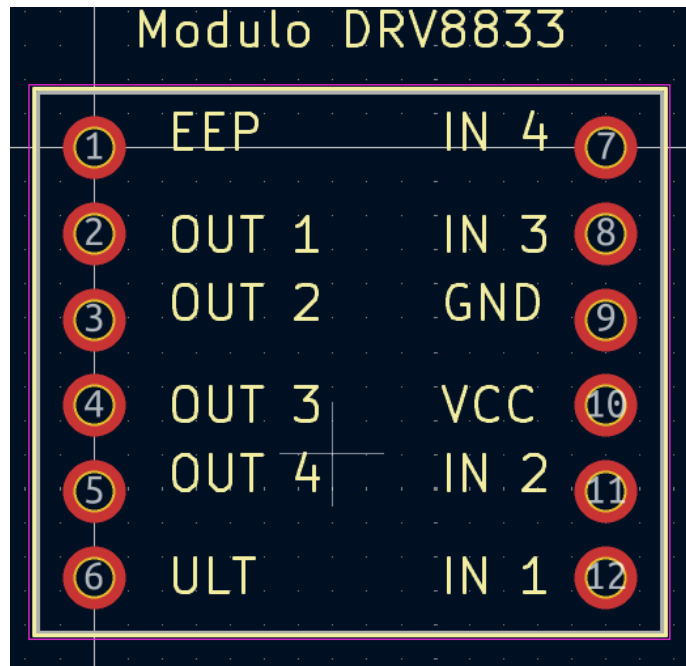 Modulo DRV8833
1 EEP IN 4 7
2 OUT 1 IN 3 8
3 OUT 2 GND 9
4 OUT 3 VCC 10
5 OUT 4 IN 2 11
6 ULT IN 1 12